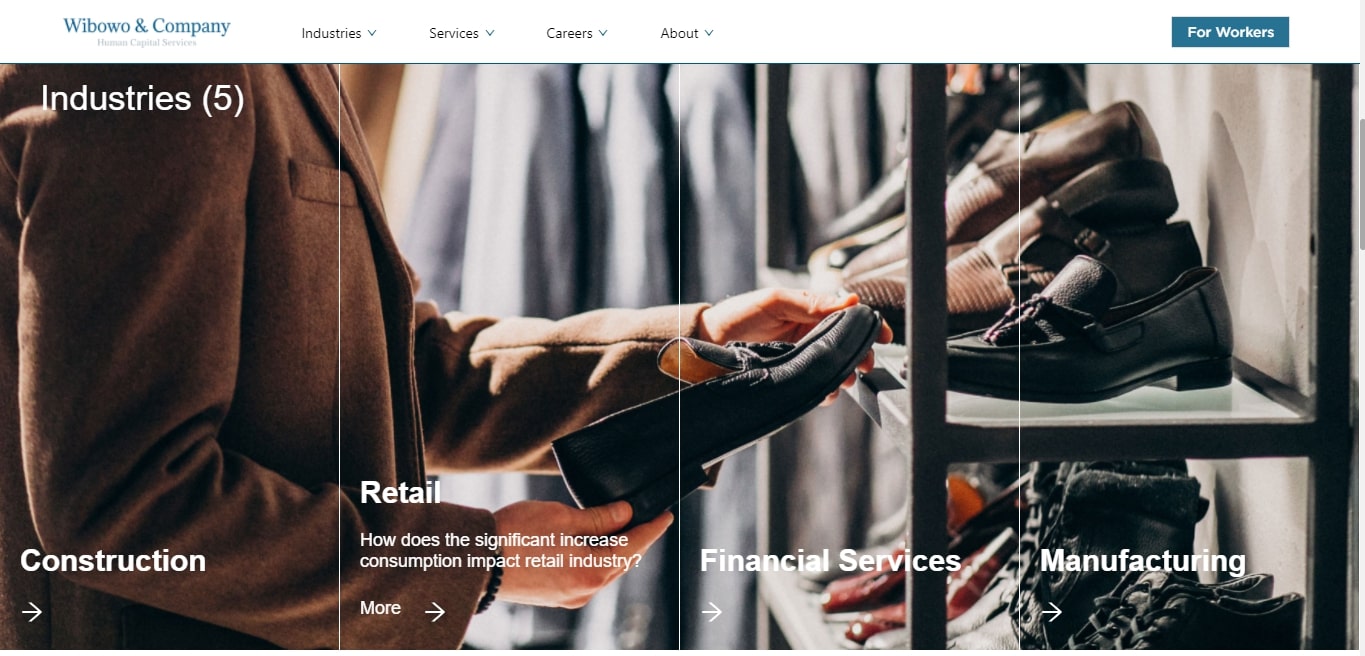 Wibowo & Company
Human Capital Services
Industries
Services
Careers
About
For Workers
Industries (5)
Construction
Retail
How does the significant increase
consumption impact retail industry?
More
Financial Services
Manufacturing